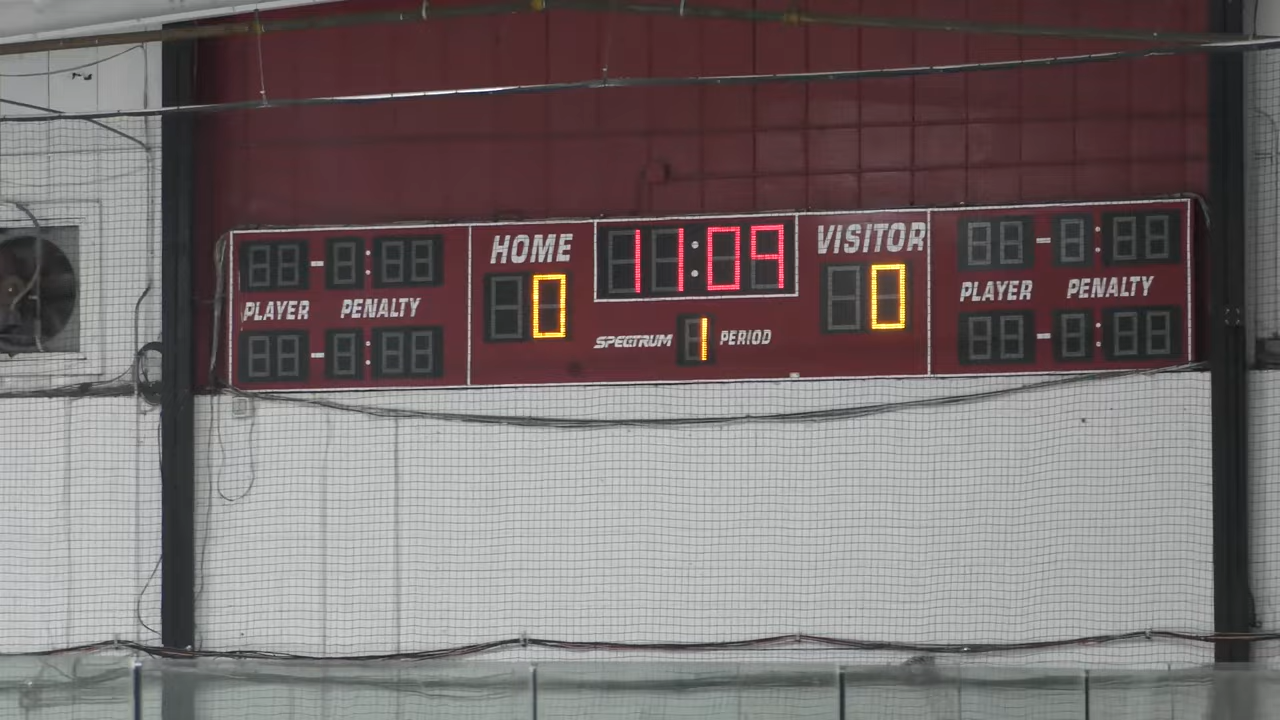 HOME
11:09
VISITOR
0
0
PLAYER PENALTY
PLAYER PENALTY
SPECTRUM 1 PERIOD